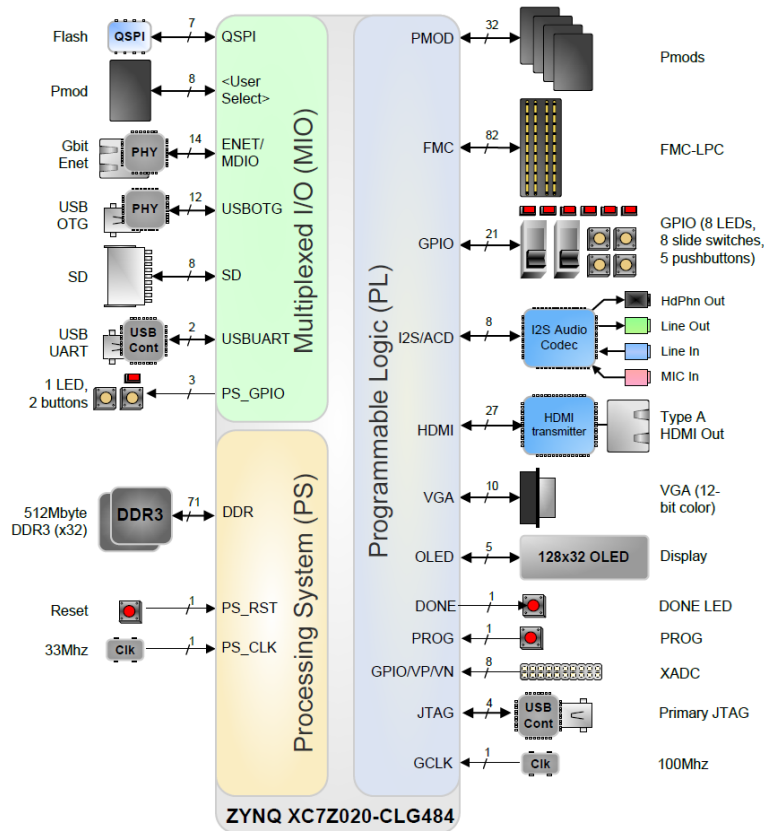 Flash
QSPI
7
QSPI
Pmod
8
<User
Select>
Gbit
Enet
PHY
14
ENET/
MDIO
USB
OTG
PHY
12
USBOTG
SD
8
SD
USB
UART
USB
Cont
2
USBUART
1 LED,
2 buttons
3
PS_GPIO
Multiplexed I/O (MIO)
512Mbyte
DDR3 (x32)
DDR3
71
DDR
Reset
1
PS_RST
33Mhz
Clk
1
PS_CLK
Processing System (PS)
Programmable Logic (PL)
PMOD
32
Pmods
FMC
82
FMC-LPC
GPIO
21
GPIO (8 LEDs,
8 slide switches,
5 pushbuttons)
I2S/ACD
8
I2S Audio
Codec
HdPhn Out
Line Out
Line In
MIC In
HDMI
27
HDMI
transmitter
Type A
HDMI Out
VGA
10
VGA (12-
bit color)
OLED
5
128x32 OLED
Display
DONE
1
DONE LED
PROG
1
PROG
GPIO/VP/VN
8
XADC
JTAG
4
USB
Cont
Primary JTAG
GCLK
1
Clk
100Mhz
ZYNQ XC7Z020-CLG484